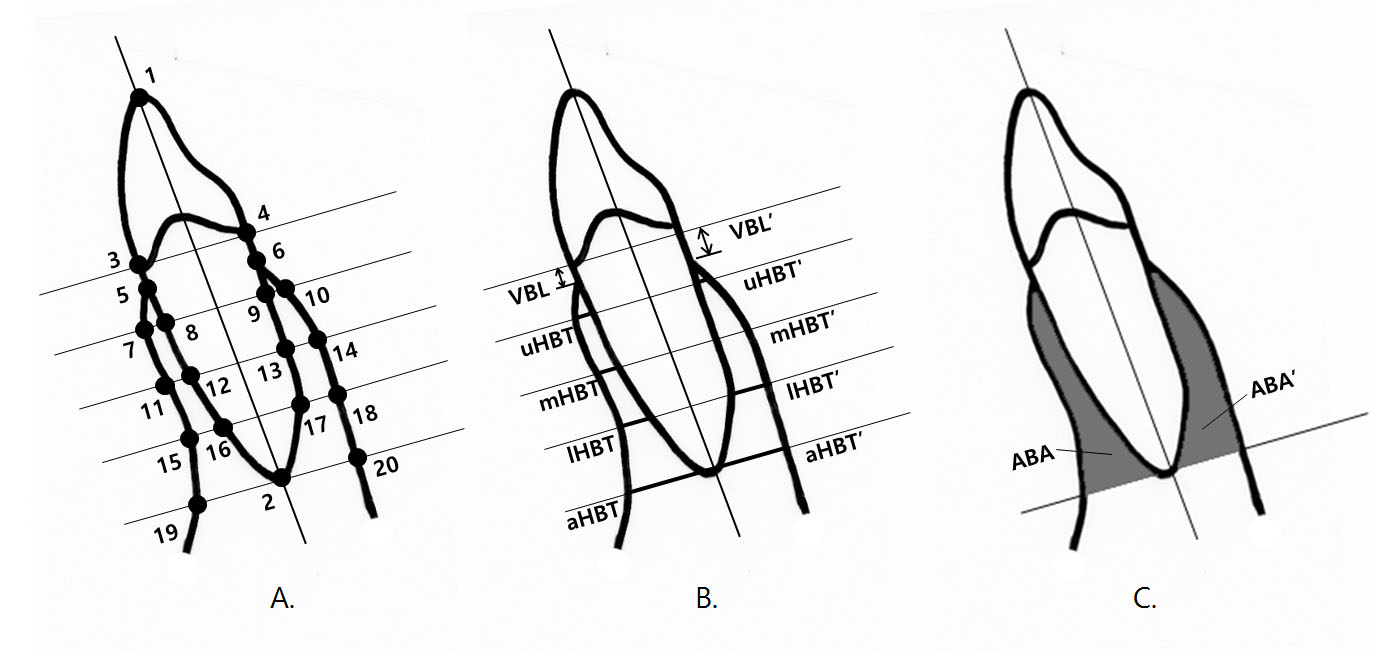 1
4
3
6
5
10
9
8
7
14
13
12
11
18
17
16
15
20
2
19
A.
VBL′
VBL
uHBT′
uHBT
mHBT′
mHBT
lHBT′
lHBT
aHBT′
aHBT
B.
ABA′
ABA
C.